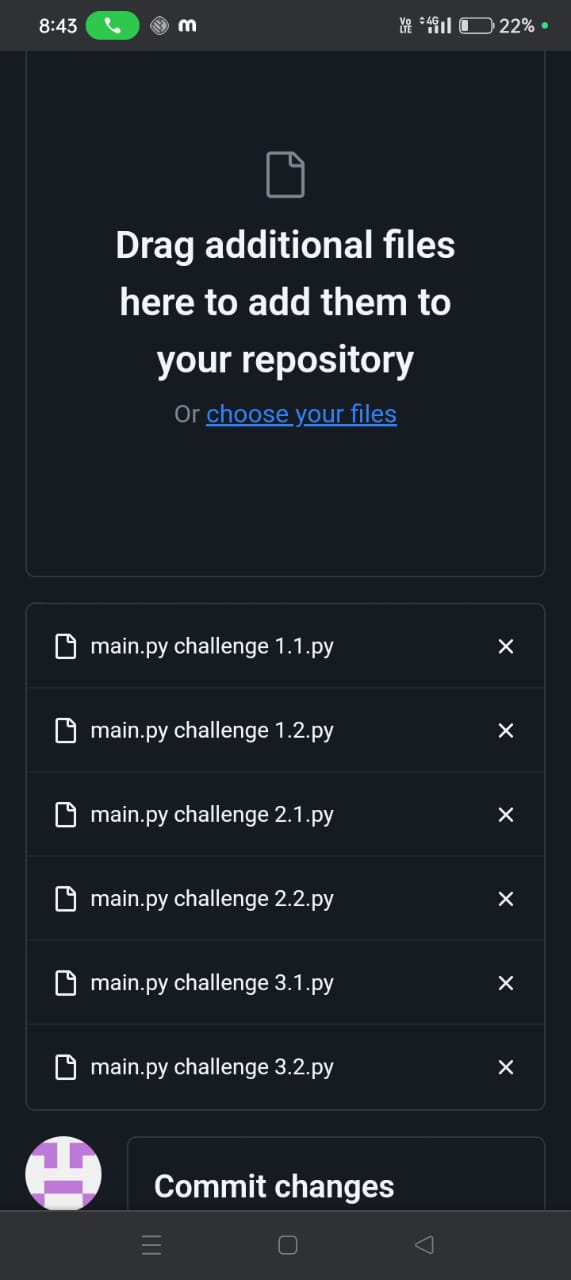 8:43 m Vo LTE 4G 22%
Drag additional files
here to add them to
your repository
Or choose your files
main.py challenge 1.1.py
main.py challenge 1.2.py
main.py challenge 2.1.py
main.py challenge 2.2.py
main.py challenge 3.1.py
main.py challenge 3.2.py
Commit changes